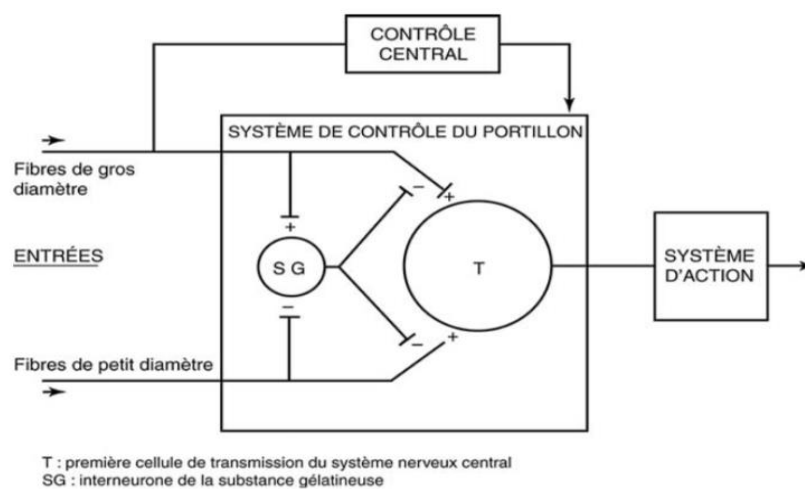 CONTRÔLE
CENTRAL
SYSTÈME DE CONTRÔLE DU PORTILLON
Fibres de gros
diamètre
–
+
+
ENTRÉES
S G
T
SYSTÈME
D'ACTION
–
–
+
Fibres de petit diamètre
T : première cellule de transmission du système nerveux central
SG : interneurone de la substance gélatineuse